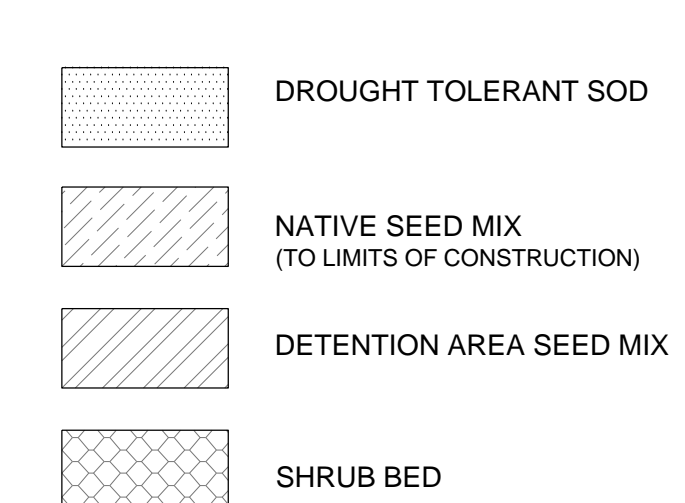 DROUGHT TOLERANT SOD
NATIVE SEED MIX
(TO LIMITS OF CONSTRUCTION)
DETENTION AREA SEED MIX
SHRUB BED